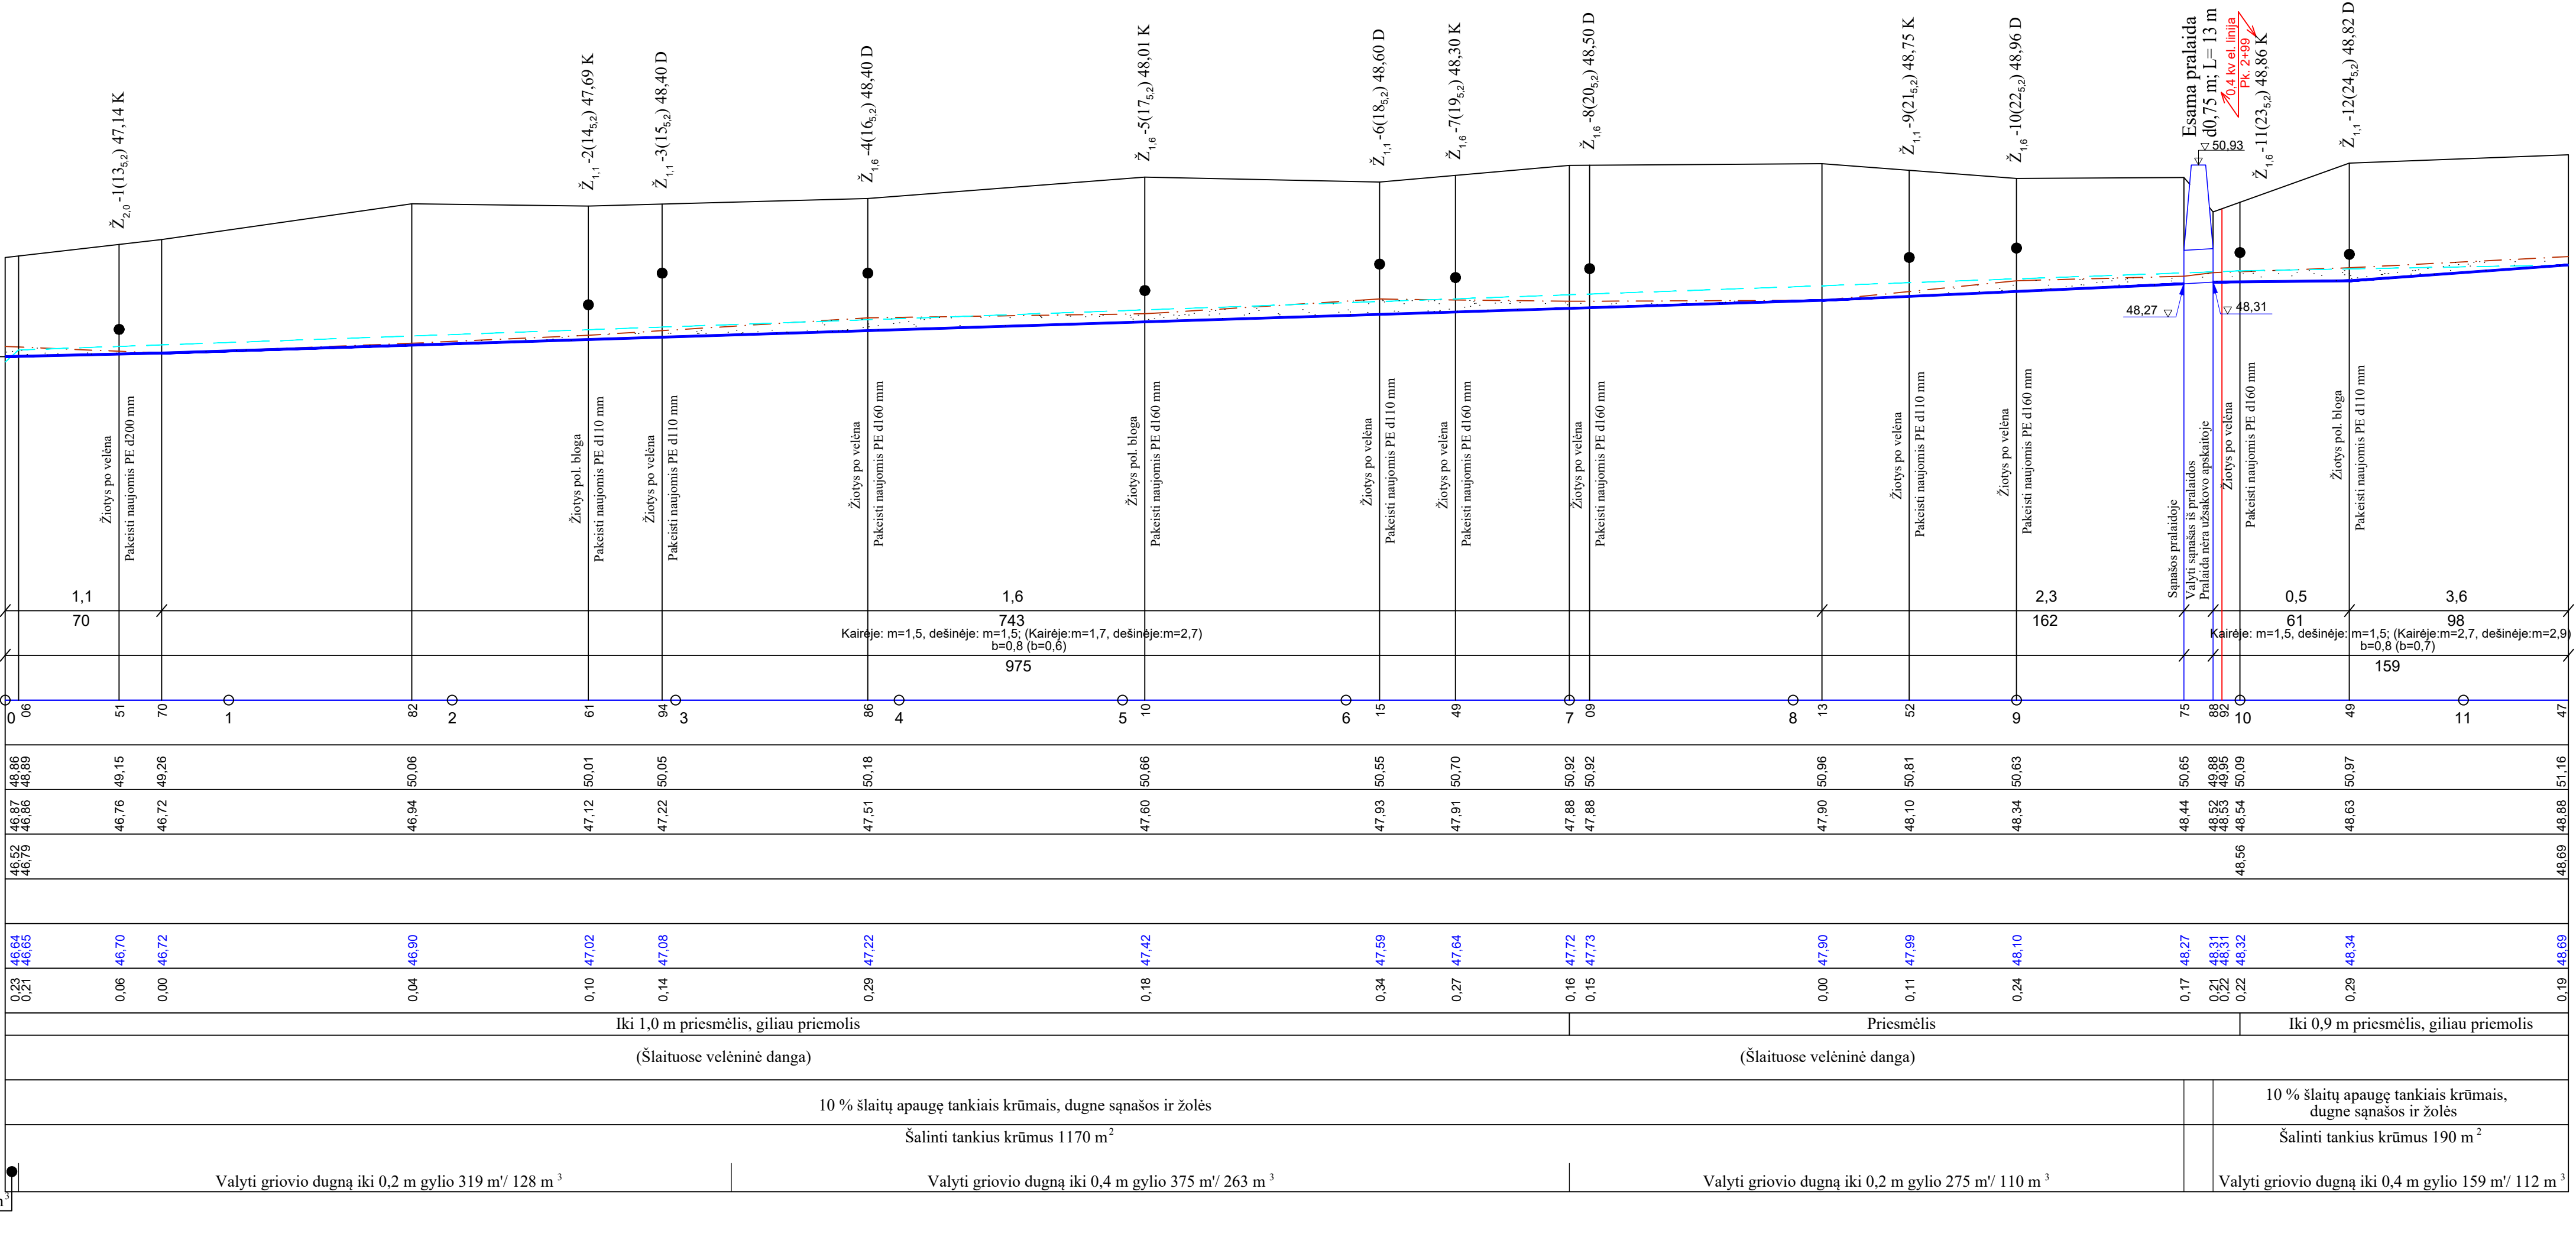 Ž2,0 -1(135,2) 47,14 K
Ž1,1 -2(145,2) 47,69 K
Ž1,1 -3(155,2) 48,40 D
Ž1,6 -4(165,2) 48,40 D
Ž1,6 -5(175,2) 48,01 K
Ž1,1 -6(185,2) 48,60 D
Ž1,6 -7(195,2) 48,30 K
Ž1,6 -8(205,2) 48,50 D
Ž1,1 -9(215,2) 48,75 K
Ž1,6 -10(225,2) 48,96 D
Esama pralaida
d0,75 m; L= 13 m
0,4 kv el. linija
Pk. 2+99
Ž1,6 -11(235,2) 48,86 K
Ž1,1 -12(245,2) 48,82 D
50,93
48,27
48,31
Žiotys po velėna
Pakeisti naujomis PE d200 mm
Žiotys pol. bloga
Pakeisti naujomis PE d110 mm
Žiotys po velėna
Pakeisti naujomis PE d110 mm
Žiotys po velėna
Pakeisti naujomis PE d160 mm
Žiotys pol. bloga
Pakeisti naujomis PE d160 mm
Žiotys po velėna
Pakeisti naujomis PE d110 mm
Žiotys po velėna
Pakeisti naujomis PE d160 mm
Žiotys po velėna
Pakeisti naujomis PE d160 mm
Žiotys po velėna
Pakeisti naujomis PE d110 mm
Žiotys po velėna
Pakeisti naujomis PE d160 mm
Sąnašos pralaidoje
Valyti sąnašas iš pralaidos
Pralaida nėra užsakovo apskaitoje
Žiotys po velėna
Pakeisti naujomis PE d160 mm
Žiotys pol. bloga
Pakeisti naujomis PE d110 mm
1,1 1,6 2,3 0,5 3,6
70 743 162 61 98
Kairėje: m=1,5, dešinėje: m=1,5; (Kairėje:m=1,7, dešinėje:m=2,7)
b=0,8 (b=0,6)
Kairėje: m=1,5, dešinėje: m=1,5; (Kairėje:m=2,7, dešinėje:m=2,9)
b=0,8 (b=0,7)
975 159
0 06 51 70 1 82 2 61 94 3 86 4 5 10 6 15 49 7 09 8 13 52 9 75 88 92 10 49 11 47
48,86 48,89 49,15 49,26 50,06 50,01 50,05 50,18 50,66 50,55 50,70 50,92 50,92 50,96 50,81 50,63 50,65 49,88 49,95 50,09 50,97 51,16
46,87 46,86 46,76 46,72 46,94 47,12 47,22 47,51 47,60 47,93 47,91 47,88 47,88 47,90 48,10 48,34 48,44 48,52 48,53 48,54 48,63 48,88
46,52 46,79 48,56 48,69
46,64 46,65 46,70 46,72 46,90 47,02 47,08 47,22 47,42 47,59 47,64 47,72 47,73 47,90 47,99 48,10 48,27 48,31 48,31 48,32 48,34 48,69
0,23 0,21 0,06 0,00 0,04 0,10 0,14 0,29 0,18 0,34 0,27 0,16 0,15 0,00 0,11 0,24 0,17 0,21 0,22 0,22 0,29 0,19
Iki 1,0 m priesmėlis, giliau priemolis Priesmėlis Iki 0,9 m priesmėlis, giliau priemolis
(Šlaituose velėninė danga) (Šlaituose velėninė danga)
10 % šlaitų apaugę tankiais krūmais, dugne sąnašos ir žolės
10 % šlaitų apaugę tankiais krūmais,
dugne sąnašos ir žolės
Šalinti tankius krūmus 1170 m2 Šalinti tankius krūmus 190 m2
Valyti griovio dugną iki 0,2 m gylio 319 m'/ 128 m3 Valyti griovio dugną iki 0,4 m gylio 375 m'/ 263 m3 Valyti griovio dugną iki 0,2 m gylio 275 m'/ 110 m3 Valyti griovio dugną iki 0,4 m gylio 159 m'/ 112 m3